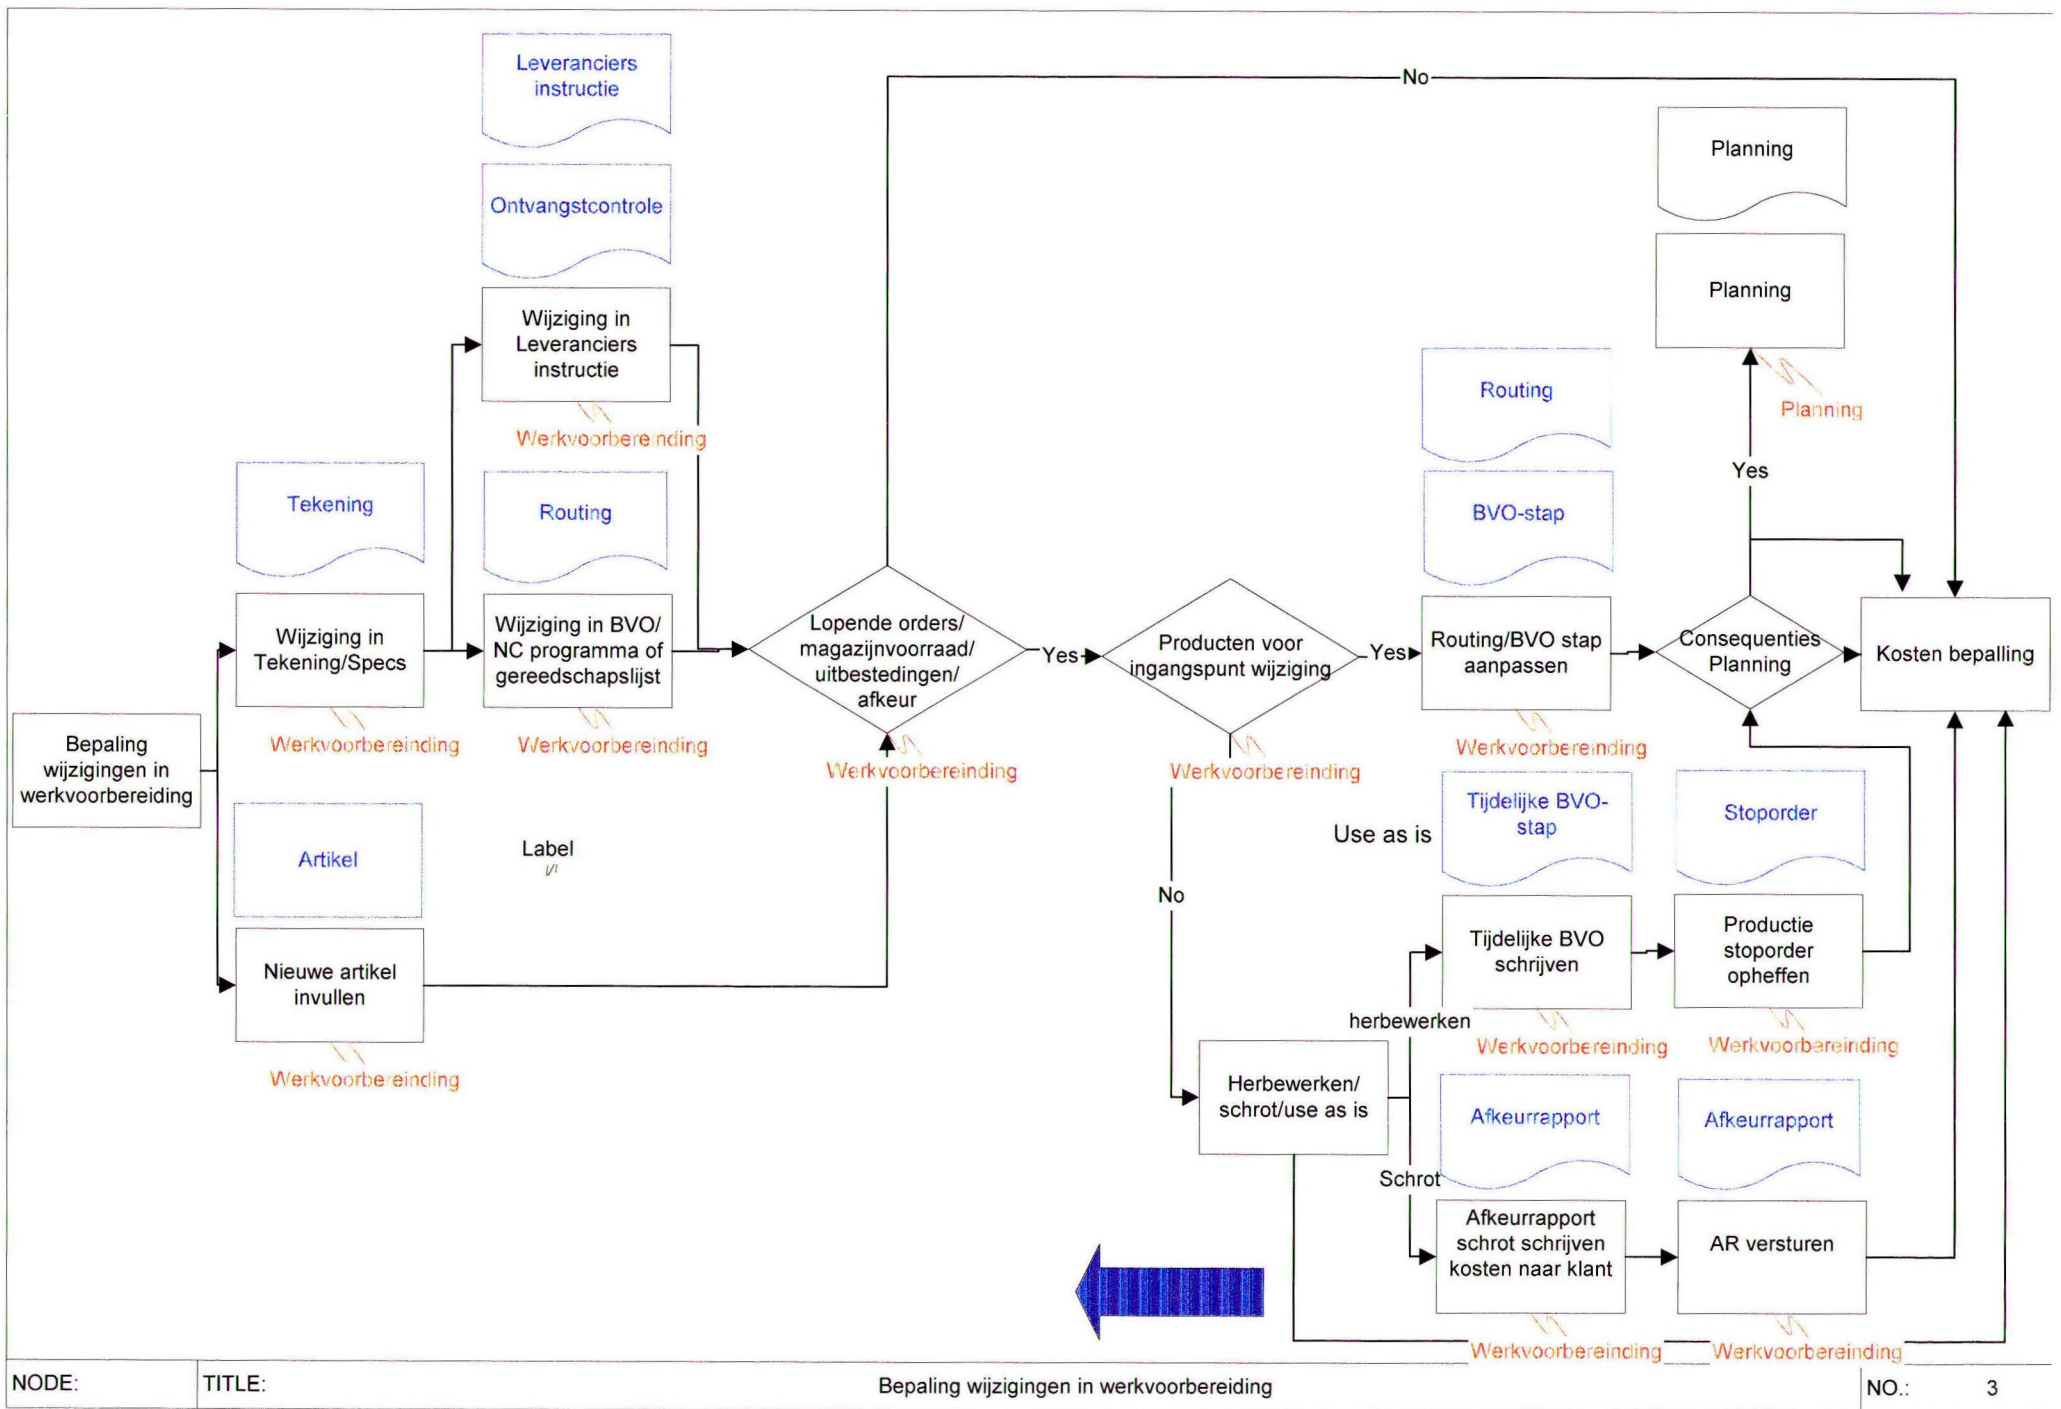 Leveranciers
instructie
Ontvangstcontrole
Wijziging in
Leveranciers
instructie
Werkvoorbereinding
Tekening
Routing
Wijziging in
Tekening/Specs
Werkvoorbereinding
Wijziging in BVO/
NC programma of
gereedschapslijst
Werkvoorbereinding
Bepaling
wijzigingen in
werkvoorbereiding
Artikel
Label
Nieuwe artikel
invullen
Werkvoorbereinding
No
Lopende orders/
magazijnvoorraad/
uitbestedingen/
afkeur
Werkvoorbereinding
Yes
Producten voor
ingangspunt wijziging
Werkvoorbereinding
Yes
Routing
BVO-stap
Routing/BVO stap
aanpassen
Werkvoorbereinding
Planning
Planning
Planning
Yes
Consequenties
Planning
Kosten bepalling
No
Use as is
Tijdelijke BVO-
stap
Stoporder
Tijdelijke BVO
schrijven
Werkvoorbereinding
Productie
stoporder
opheffen
Werkvoorbereinding
herbewerken
Herbewerken/
schrot/use as is
Schrot
Afkeurrapport
Afkeurrapport
Afkeurrapport
schrot schrijven
kosten naar klant
Werkvoorbereinding
AR versturen
Werkvoorbereinding
NODE:
TITLE:
Bepaling wijzigingen in werkvoorbereiding
NO.:
3